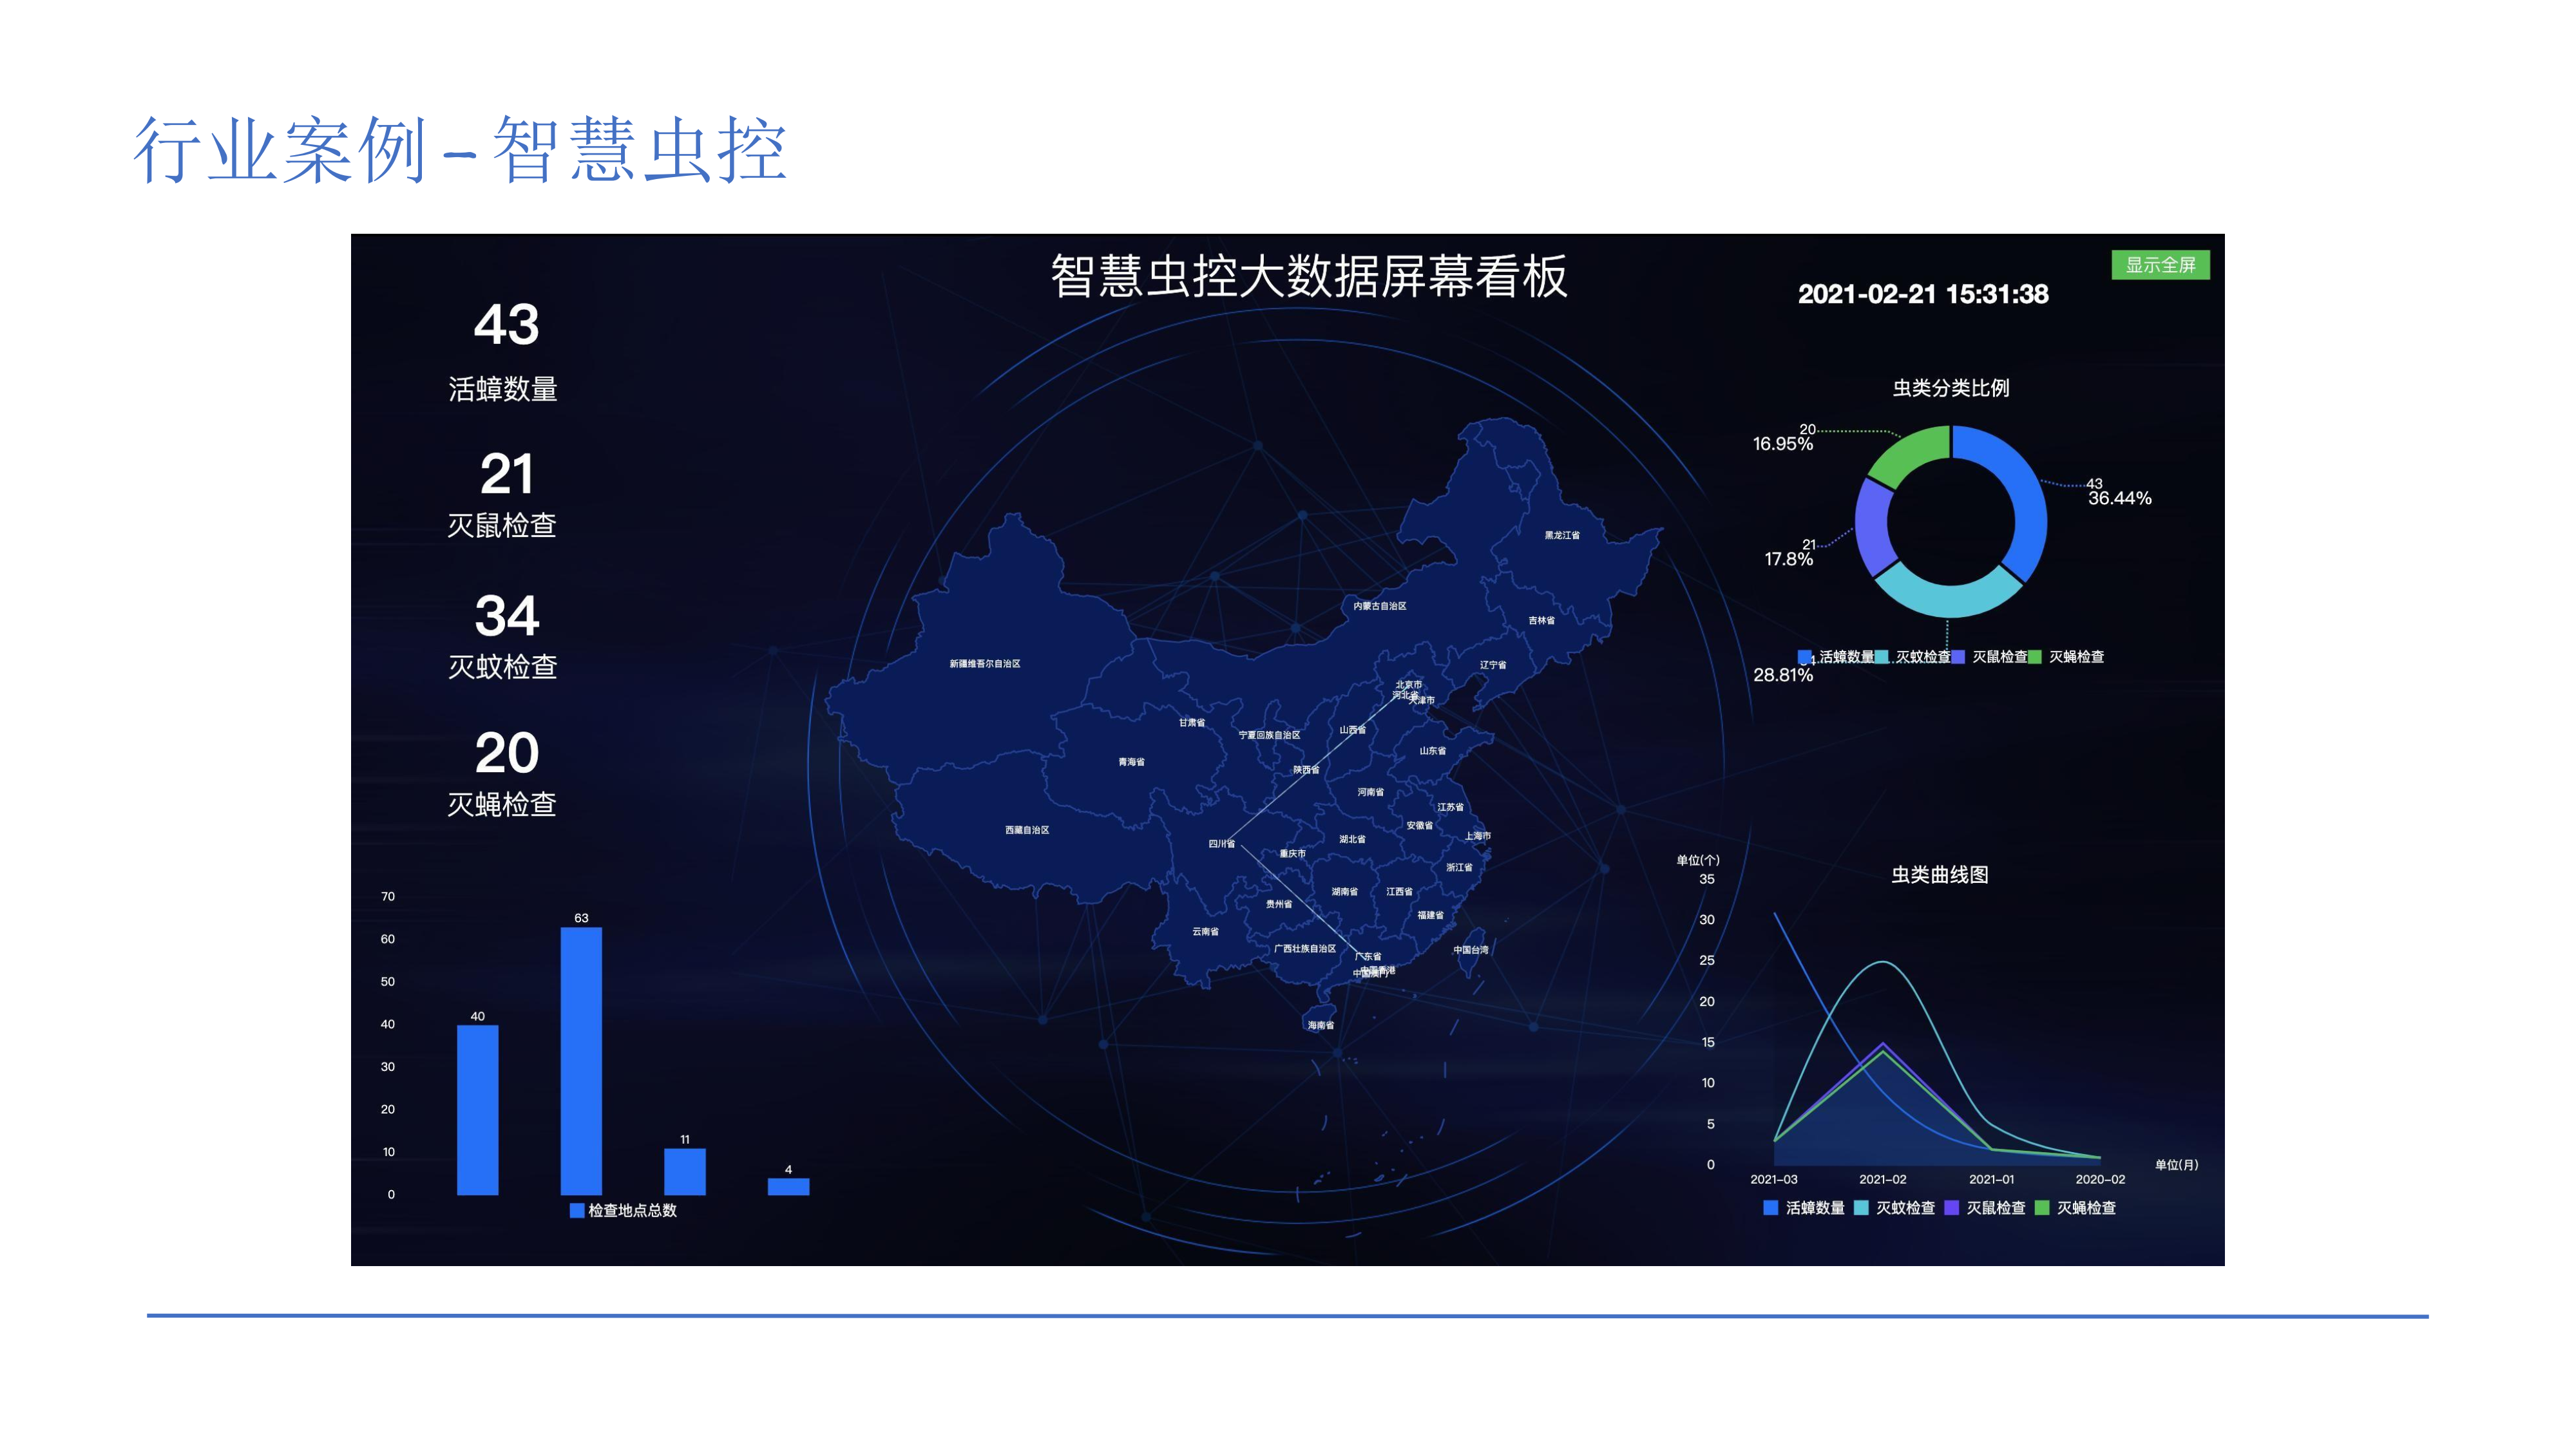 行业案例–智慧虫控
智慧虫控大数据屏幕看板
显示全屏
2021-02-21 15:31:38
43
活蟑数量
21
灭鼠检查
34
灭蚊检查
20
灭蝇检查
70
60
50
40
30
20
10
0
40
63
11
4
检查地点总数
黑龙江省
内蒙古自治区
吉林省
新疆维吾尔自治区
辽宁省
北京市
河北省
天津市
甘肃省
宁夏回族自治区
山西省
山东省
青海省
陕西省
河南省
江苏省
西藏自治区
安徽省
上海市
四川省
湖北省
重庆市
浙江省
湖南省
江西省
贵州省
福建省
云南省
广西壮族自治区
中国台湾
广东省
中国香港
中国澳门
海南省
虫类分类比例
20
16.95%
43
36.44%
21
17.8%
28.81%
活蟑数量 灭蚊检查 灭鼠检查 灭蝇检查
虫类曲线图
单位(个)
35
30
25
20
15
10
5
0
2021-03 2021-02 2021-01 2020-02
单位(月)
活蟑数量 灭蚊检查 灭鼠检查 灭蝇检查